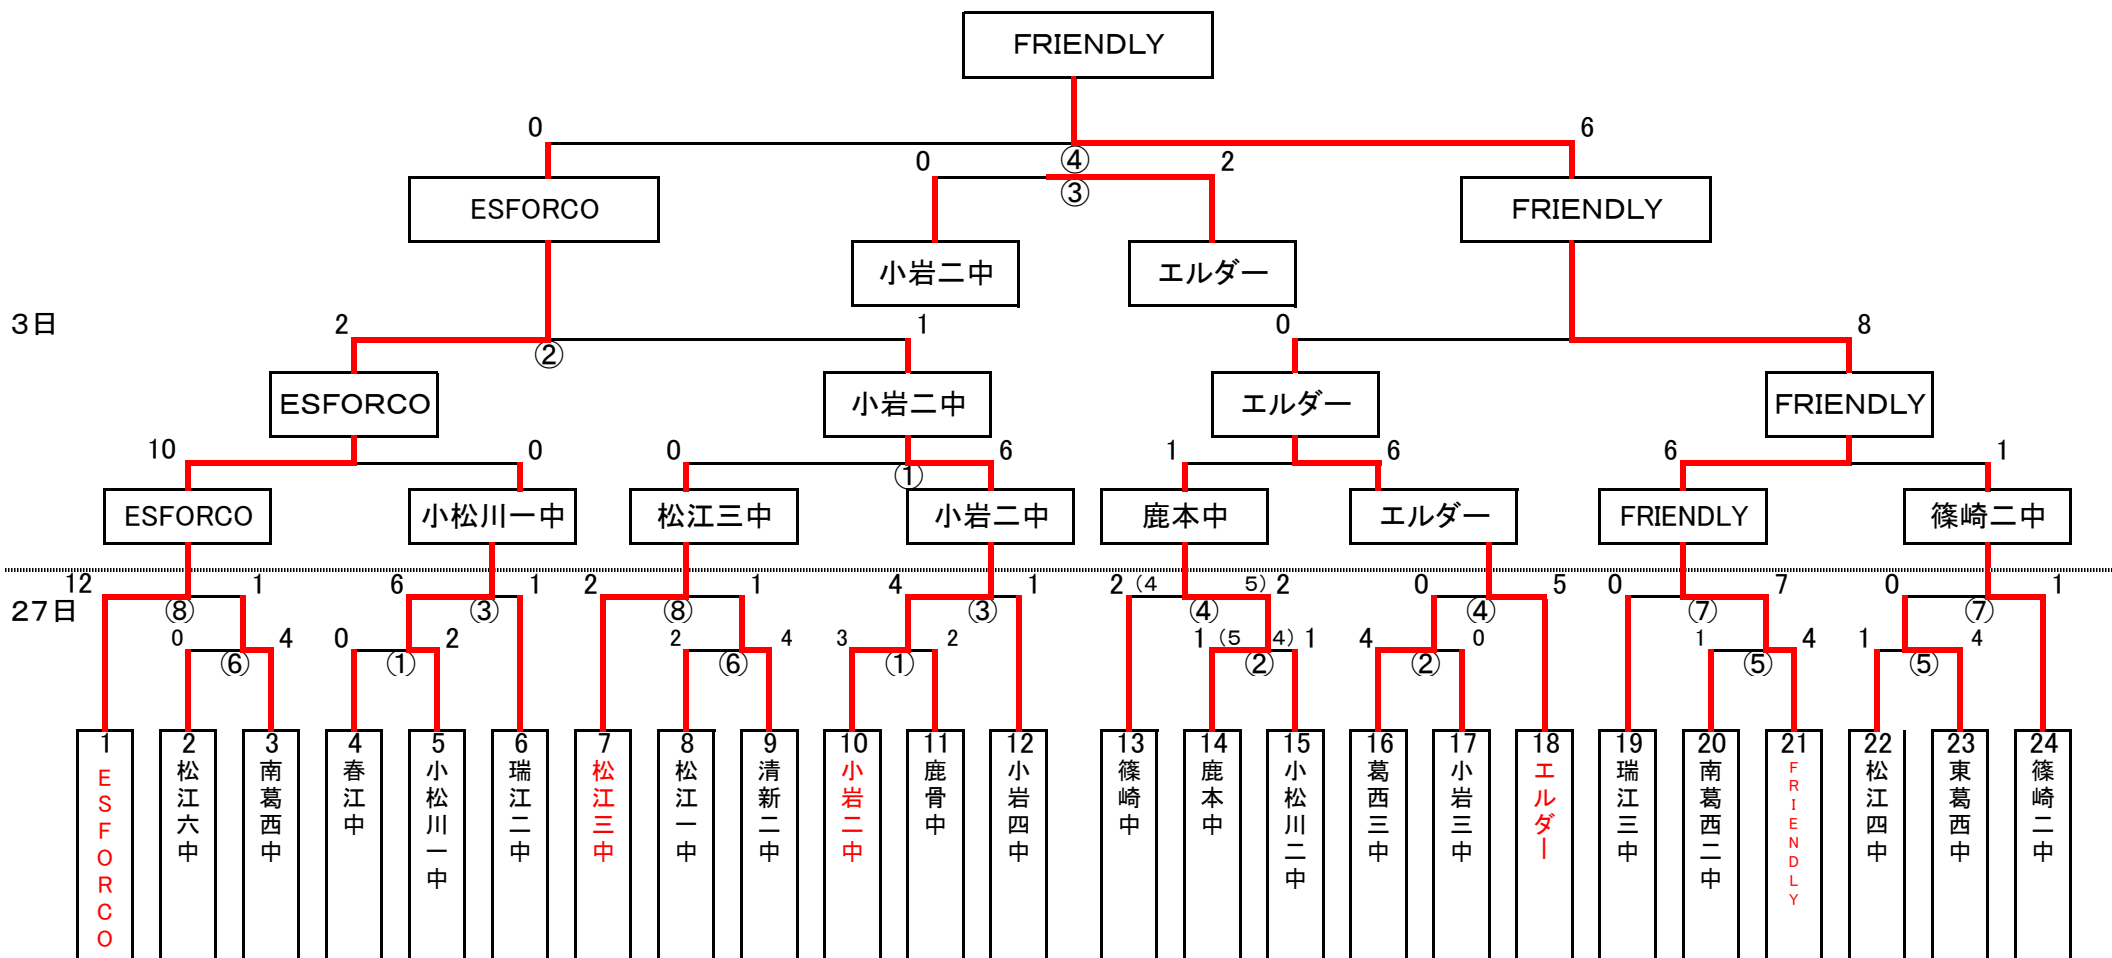 FRIENDLY
0 6
④
0 2
③
ESFORCO FRIENDLY
小岩二中 エルダー
3日
2 1 0 8
②
ESFORCO 小岩二中 エルダー FRIENDLY
10 0 0 6 1 6 6 1
①
ESFORCO 小松川一中 松江三中 小岩二中 鹿本中 エルダー FRIENDLY 篠崎二中
12 1 6 1 2 1 4 1 2 (4 5) 2 0 5 0 7 0 1
27日
⑧ ③ ⑧ ③ ④ ④ ⑦ ⑦
0 4 0 2 2 4 3 2 1 (5 4) 1 4 0 1 4 1 4
⑥ ① ⑥ ① ② ② ⑤ ⑤
1 ESFORCO
2 松江六中
3 南葛西中
4 春江中
5 小松川一中
6 瑞江二中
7 松江三中
8 松江一中
9 清新二中
10 小岩二中
11 鹿骨中
12 小岩四中
13 篠崎中
14 鹿本中
15 小松川二中
16 葛西三中
17 小岩三中
18 エルダー
19 瑞江三中
20 南葛西二中
21 FRIENDLY
22 松江四中
23 東葛西中
24 篠崎二中